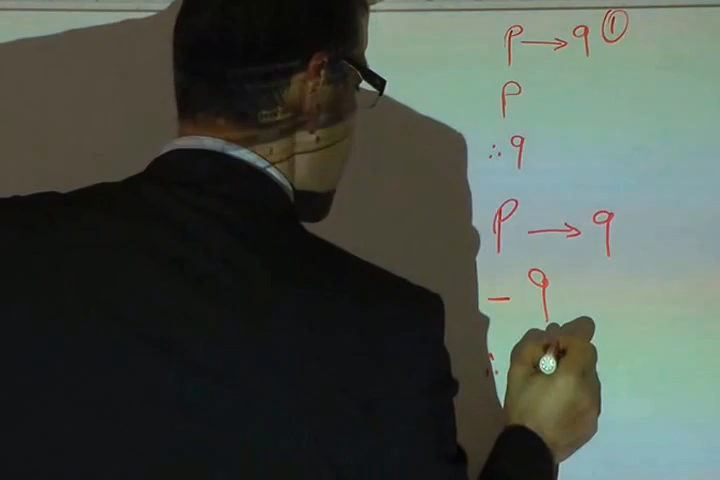 p → q ①
p
∴ q
p → q
– q
∴